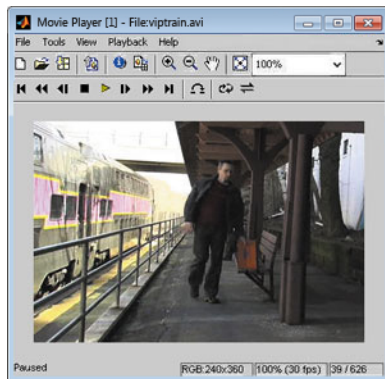 Movie Player [1] - File:viptrain.avi
File Tools View Playback Help
100%
Paused RGB:240x360 100% (30 fps) 39 / 626